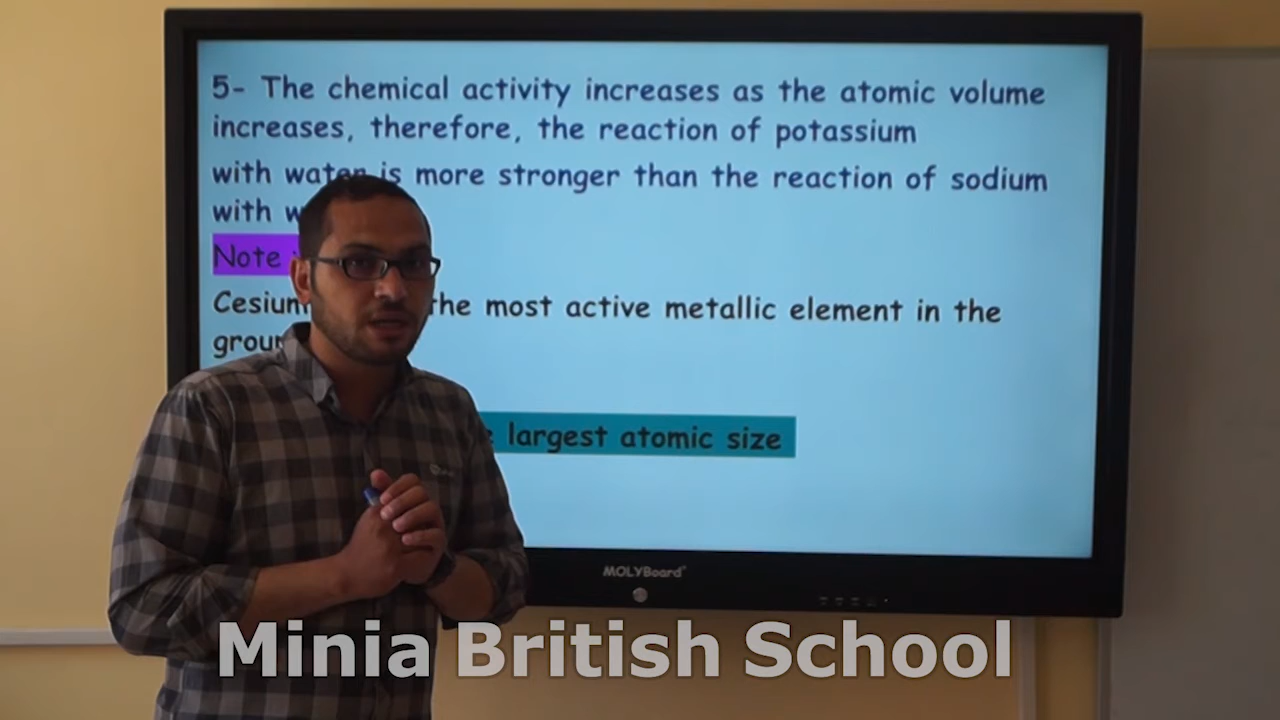 5- The chemical activity increases as the atomic volume
increases, therefore, the reaction of potassium
with water is more stronger than the reaction of sodium
with
Note
Cesium the most active metallic element in the
largest atomic size
MOLYBoard
Minia British School